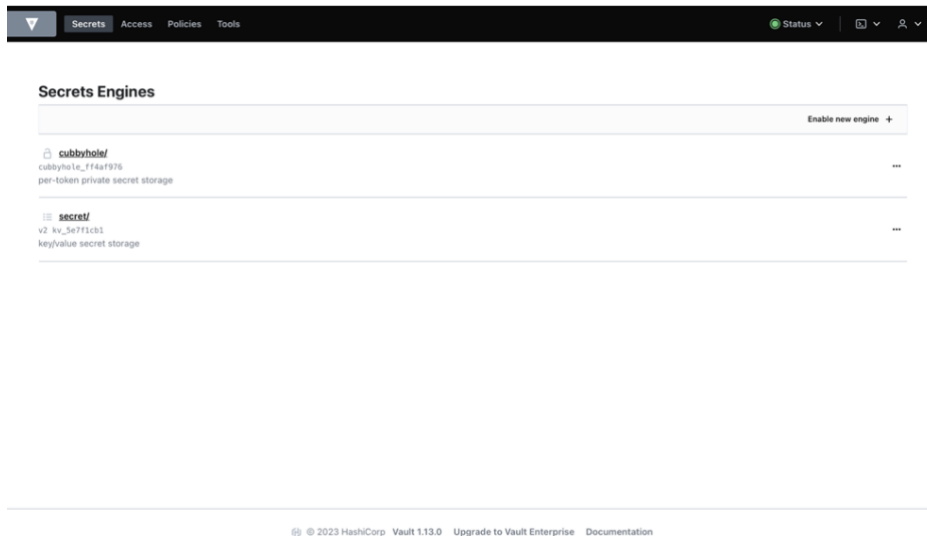 Secrets Access Policies Tools Status
Secrets Engines
Enable new engine +
cubbyhole/
cubbyhole_ff4af976
per-token private secret storage
secret/
v2 kv_5e7f1cb1
key/value secret storage
© 2023 HashiCorp Vault 1.13.0 Upgrade to Vault Enterprise Documentation